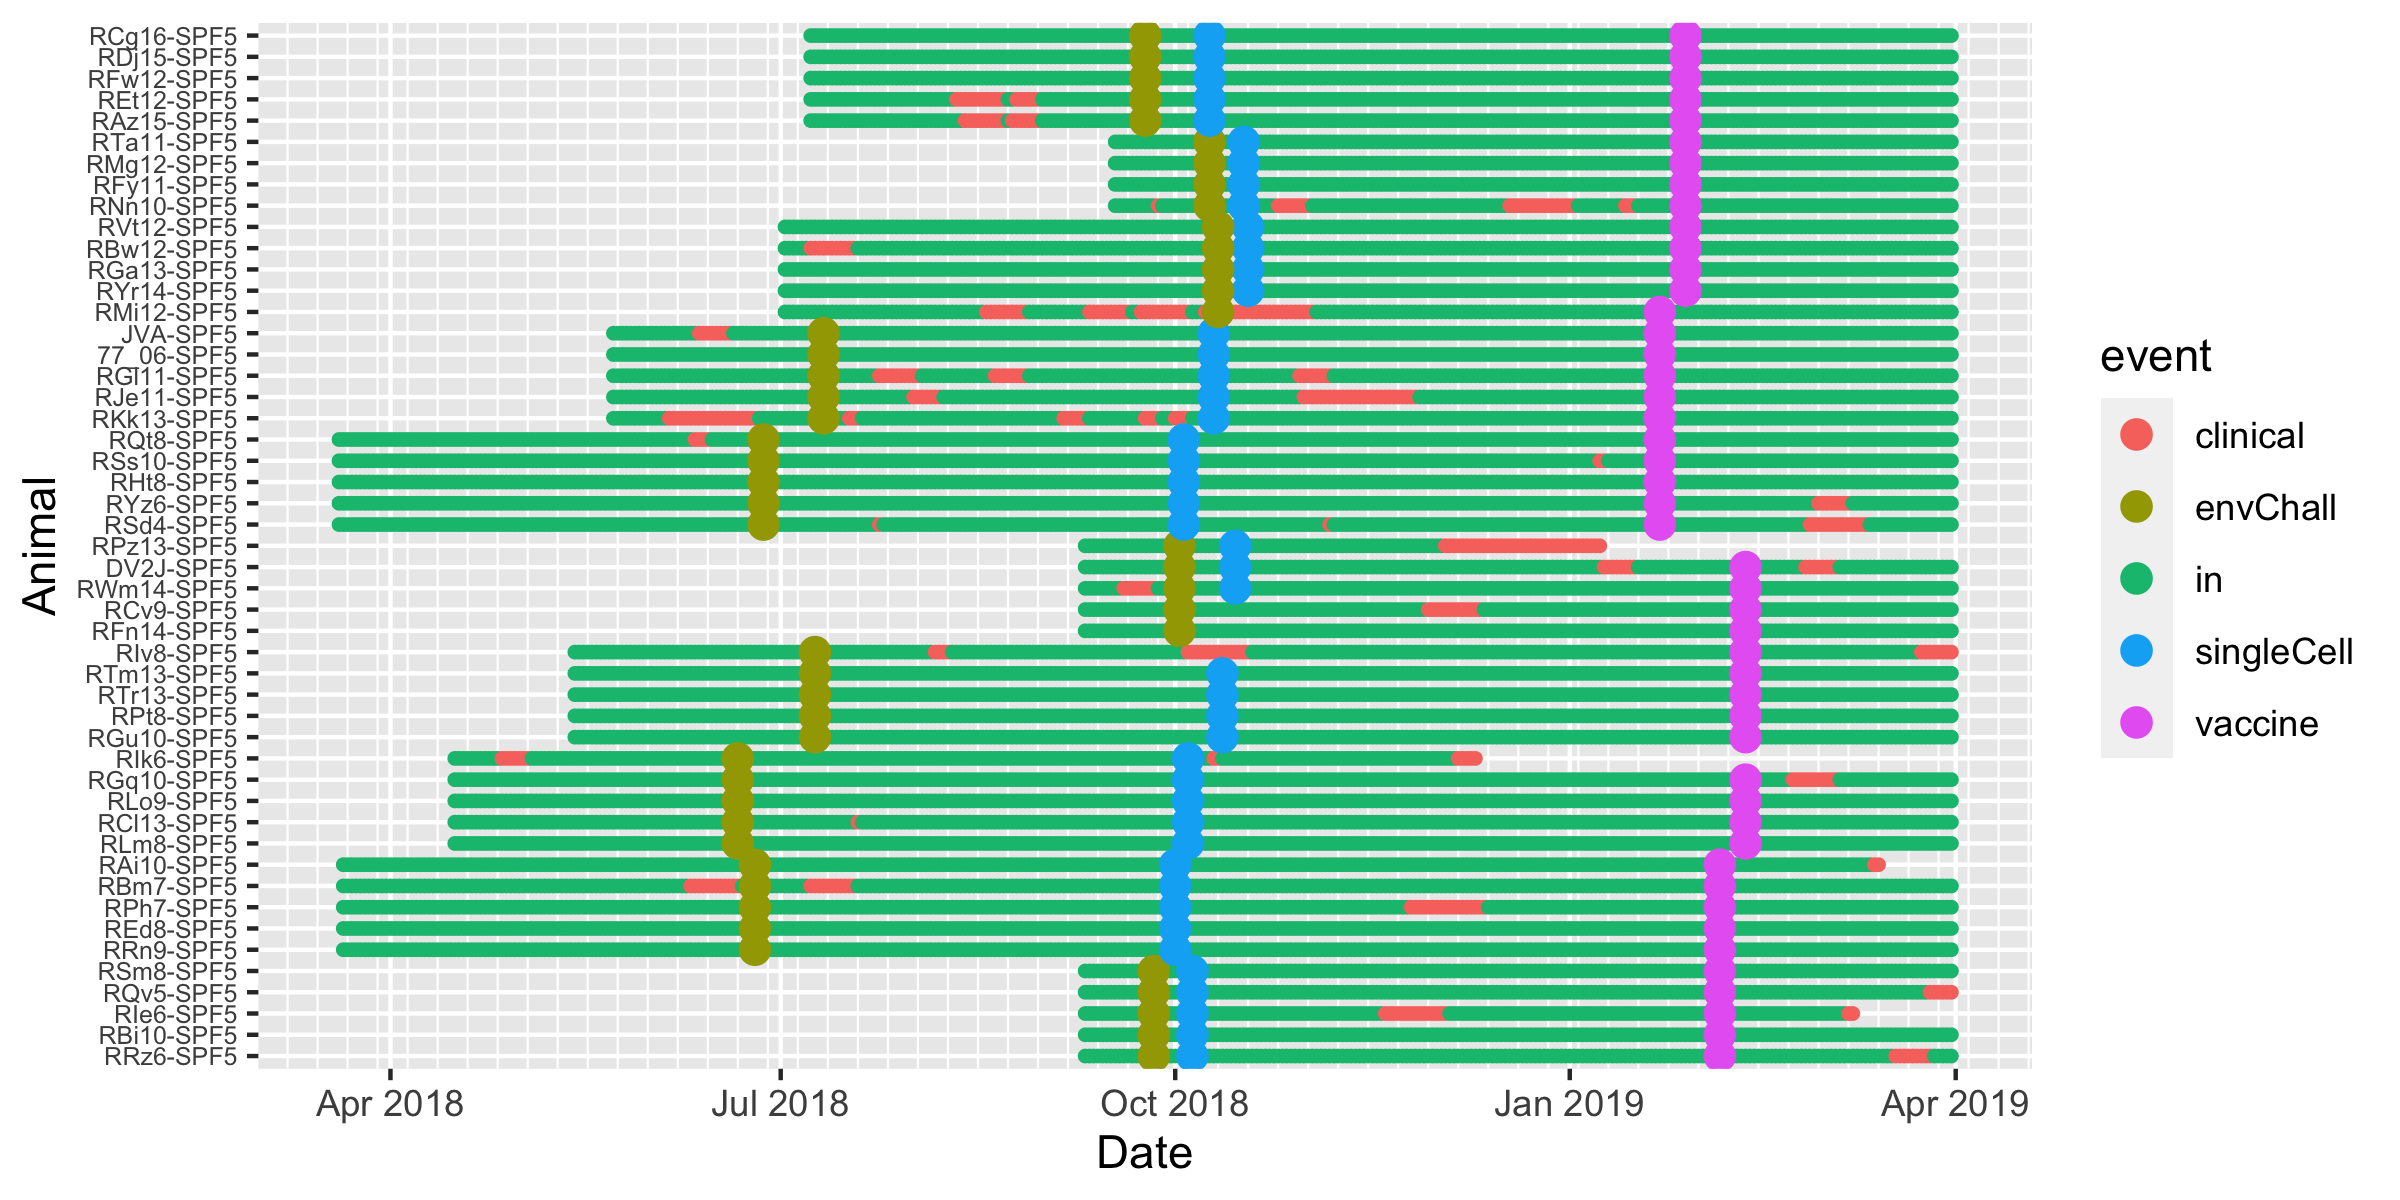 RCg16-SPF5
RDj15-SPF5
RFw12-SPF5
REt12-SPF5
RAz15-SPF5
RTa11-SPF5
RMg12-SPF5
RFy11-SPF5
RNn10-SPF5
RVt12-SPF5
RBw12-SPF5
RGa13-SPF5
RYr14-SPF5
RMi12-SPF5
JVA-SPF5
77_06-SPF5
RGl11-SPF5
RJe11-SPF5
RKk13-SPF5
RQt8-SPF5
RSs10-SPF5
RHt8-SPF5
RYz6-SPF5
RSd4-SPF5
RPz13-SPF5
DV2J-SPF5
RWm14-SPF5
RCv9-SPF5
RFn14-SPF5
RIv8-SPF5
RTm13-SPF5
RTr13-SPF5
RPt8-SPF5
RGu10-SPF5
RIk6-SPF5
RGq10-SPF5
RLo9-SPF5
RCl13-SPF5
RLm8-SPF5
RAi10-SPF5
RBm7-SPF5
RPh7-SPF5
REd8-SPF5
RRn9-SPF5
RSm8-SPF5
RQv5-SPF5
RIe6-SPF5
RBi10-SPF5
RRz6-SPF5
Animal
Apr 2018
Jul 2018
Oct 2018
Jan 2019
Apr 2019
Date
event
clinical
envChall
in
singleCell
vaccine